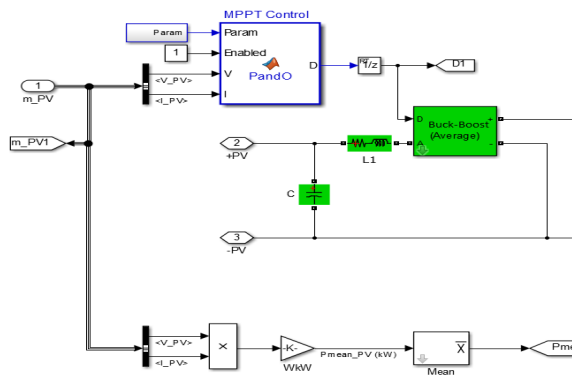 MPPT Control
Param
Param
1
Enabled
<V_PV>
V
<I_PV>
I
PandO
D
1/z
D1
1
m_PV
m_PV1
2
+PV
L1
D
A
Buck-Boost
(Average)
+
-
C
3
-PV
<V_PV>
<I_PV>
X
-K-
WkW
Pmean_PV (kW)
X
Mean
Pme